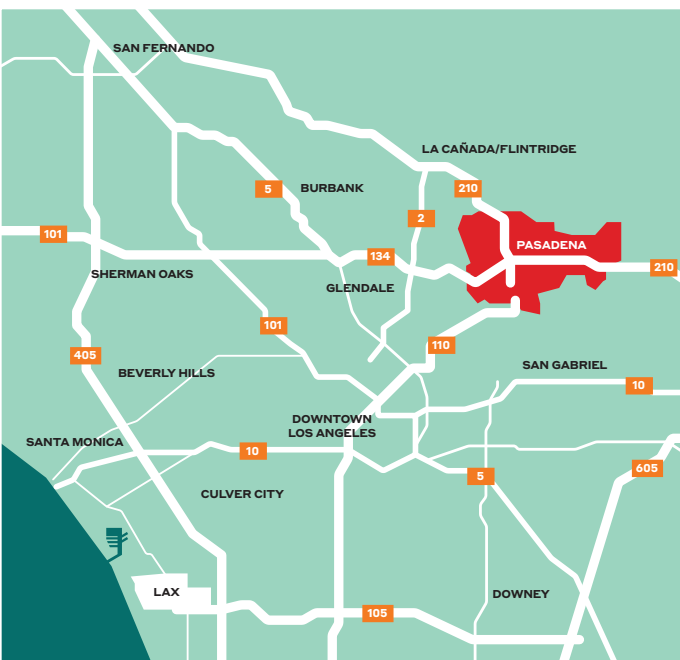 SAN FERNANDO
LA CAÑADA/FLINTRIDGE
5
BURBANK
210
2
101
134
PASADENA
210
SHERMAN OAKS
GLENDALE
101
110
405
BEVERLY HILLS
SAN GABRIEL
10
DOWNTOWN
LOS ANGELES
SANTA MONICA
10
605
5
CULVER CITY
LAX
DOWNEY
105